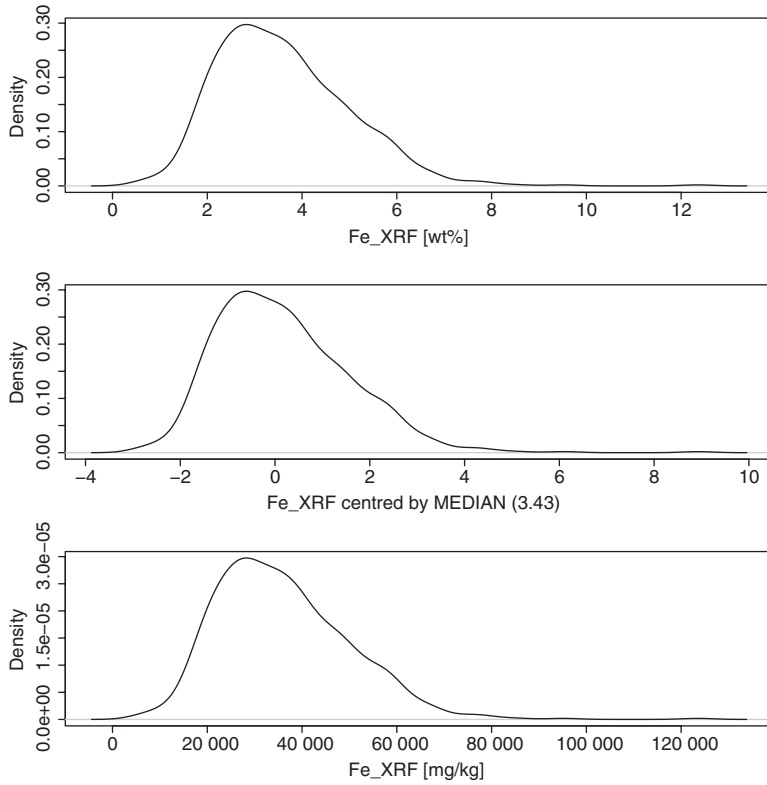 Density
0.00 0.10 0.20 0.30
0 2 4 6 8 10 12
Fe_XRF [wt%]
Density
0.00 0.10 0.20 0.30
−4 −2 0 2 4 6 8 10
Fe_XRF centred by MEDIAN (3.43)
Density
0.0e+00 1.5e−05 3.0e−05
0 20 000 40 000 60 000 80 000 100 000 120 000
Fe_XRF [mg/kg]